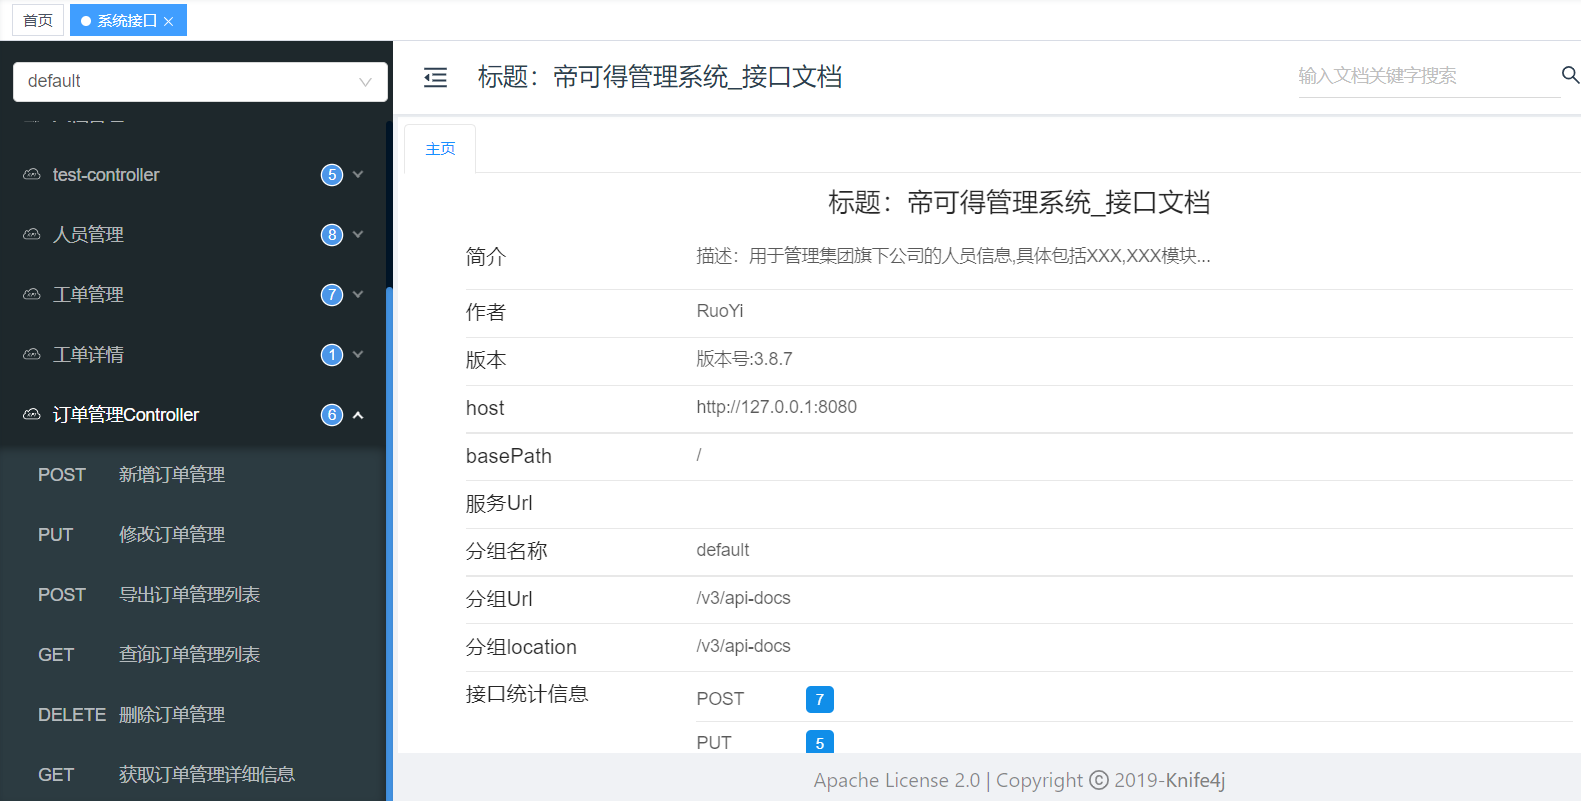 首页
系统接口
default
test-controller 5
人员管理 8
工单管理 7
工单详情 1
订单管理Controller 6
POST 新增订单管理
PUT 修改订单管理
POST 导出订单管理列表
GET 查询订单管理列表
DELETE 删除订单管理
GET 获取订单管理详细信息
标题：帝可得管理系统_接口文档
输入文档关键字搜索
主页
标题：帝可得管理系统_接口文档
简介 描述：用于管理集团旗下公司的人员信息,具体包括XXX,XXX模块...
作者 RuoYi
版本 版本号:3.8.7
host http://127.0.0.1:8080
basePath /
服务Url
分组名称 default
分组Url /v3/api-docs
分组location /v3/api-docs
接口统计信息 POST 7
PUT 5
Apache License 2.0 | Copyright © 2019-Knife4j